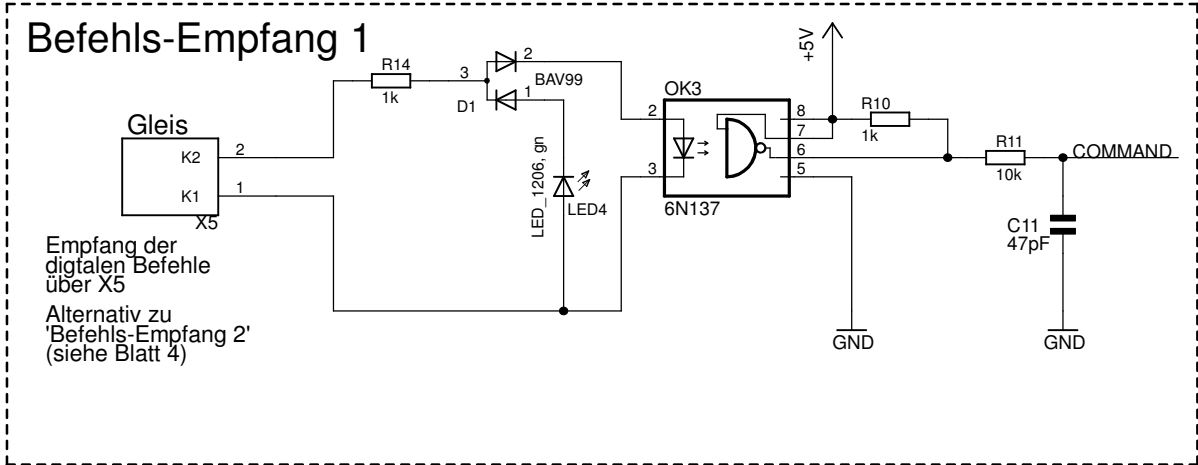 Befehls-Empfang 1
R14
1k
3
2
BAV99
1
D1
Gleis
K2
2
K1
1
X5
LED_1206, gn
LED4
OK3
2
3
8
7
6
5
6N137
+5V
R10
1k
R11
10k
COMMAND
C11
47pF
GND
GND
Empfang der
digtalen Befehle
über X5
Alternativ zu
'Befehls-Empfang 2'
(siehe Blatt 4)